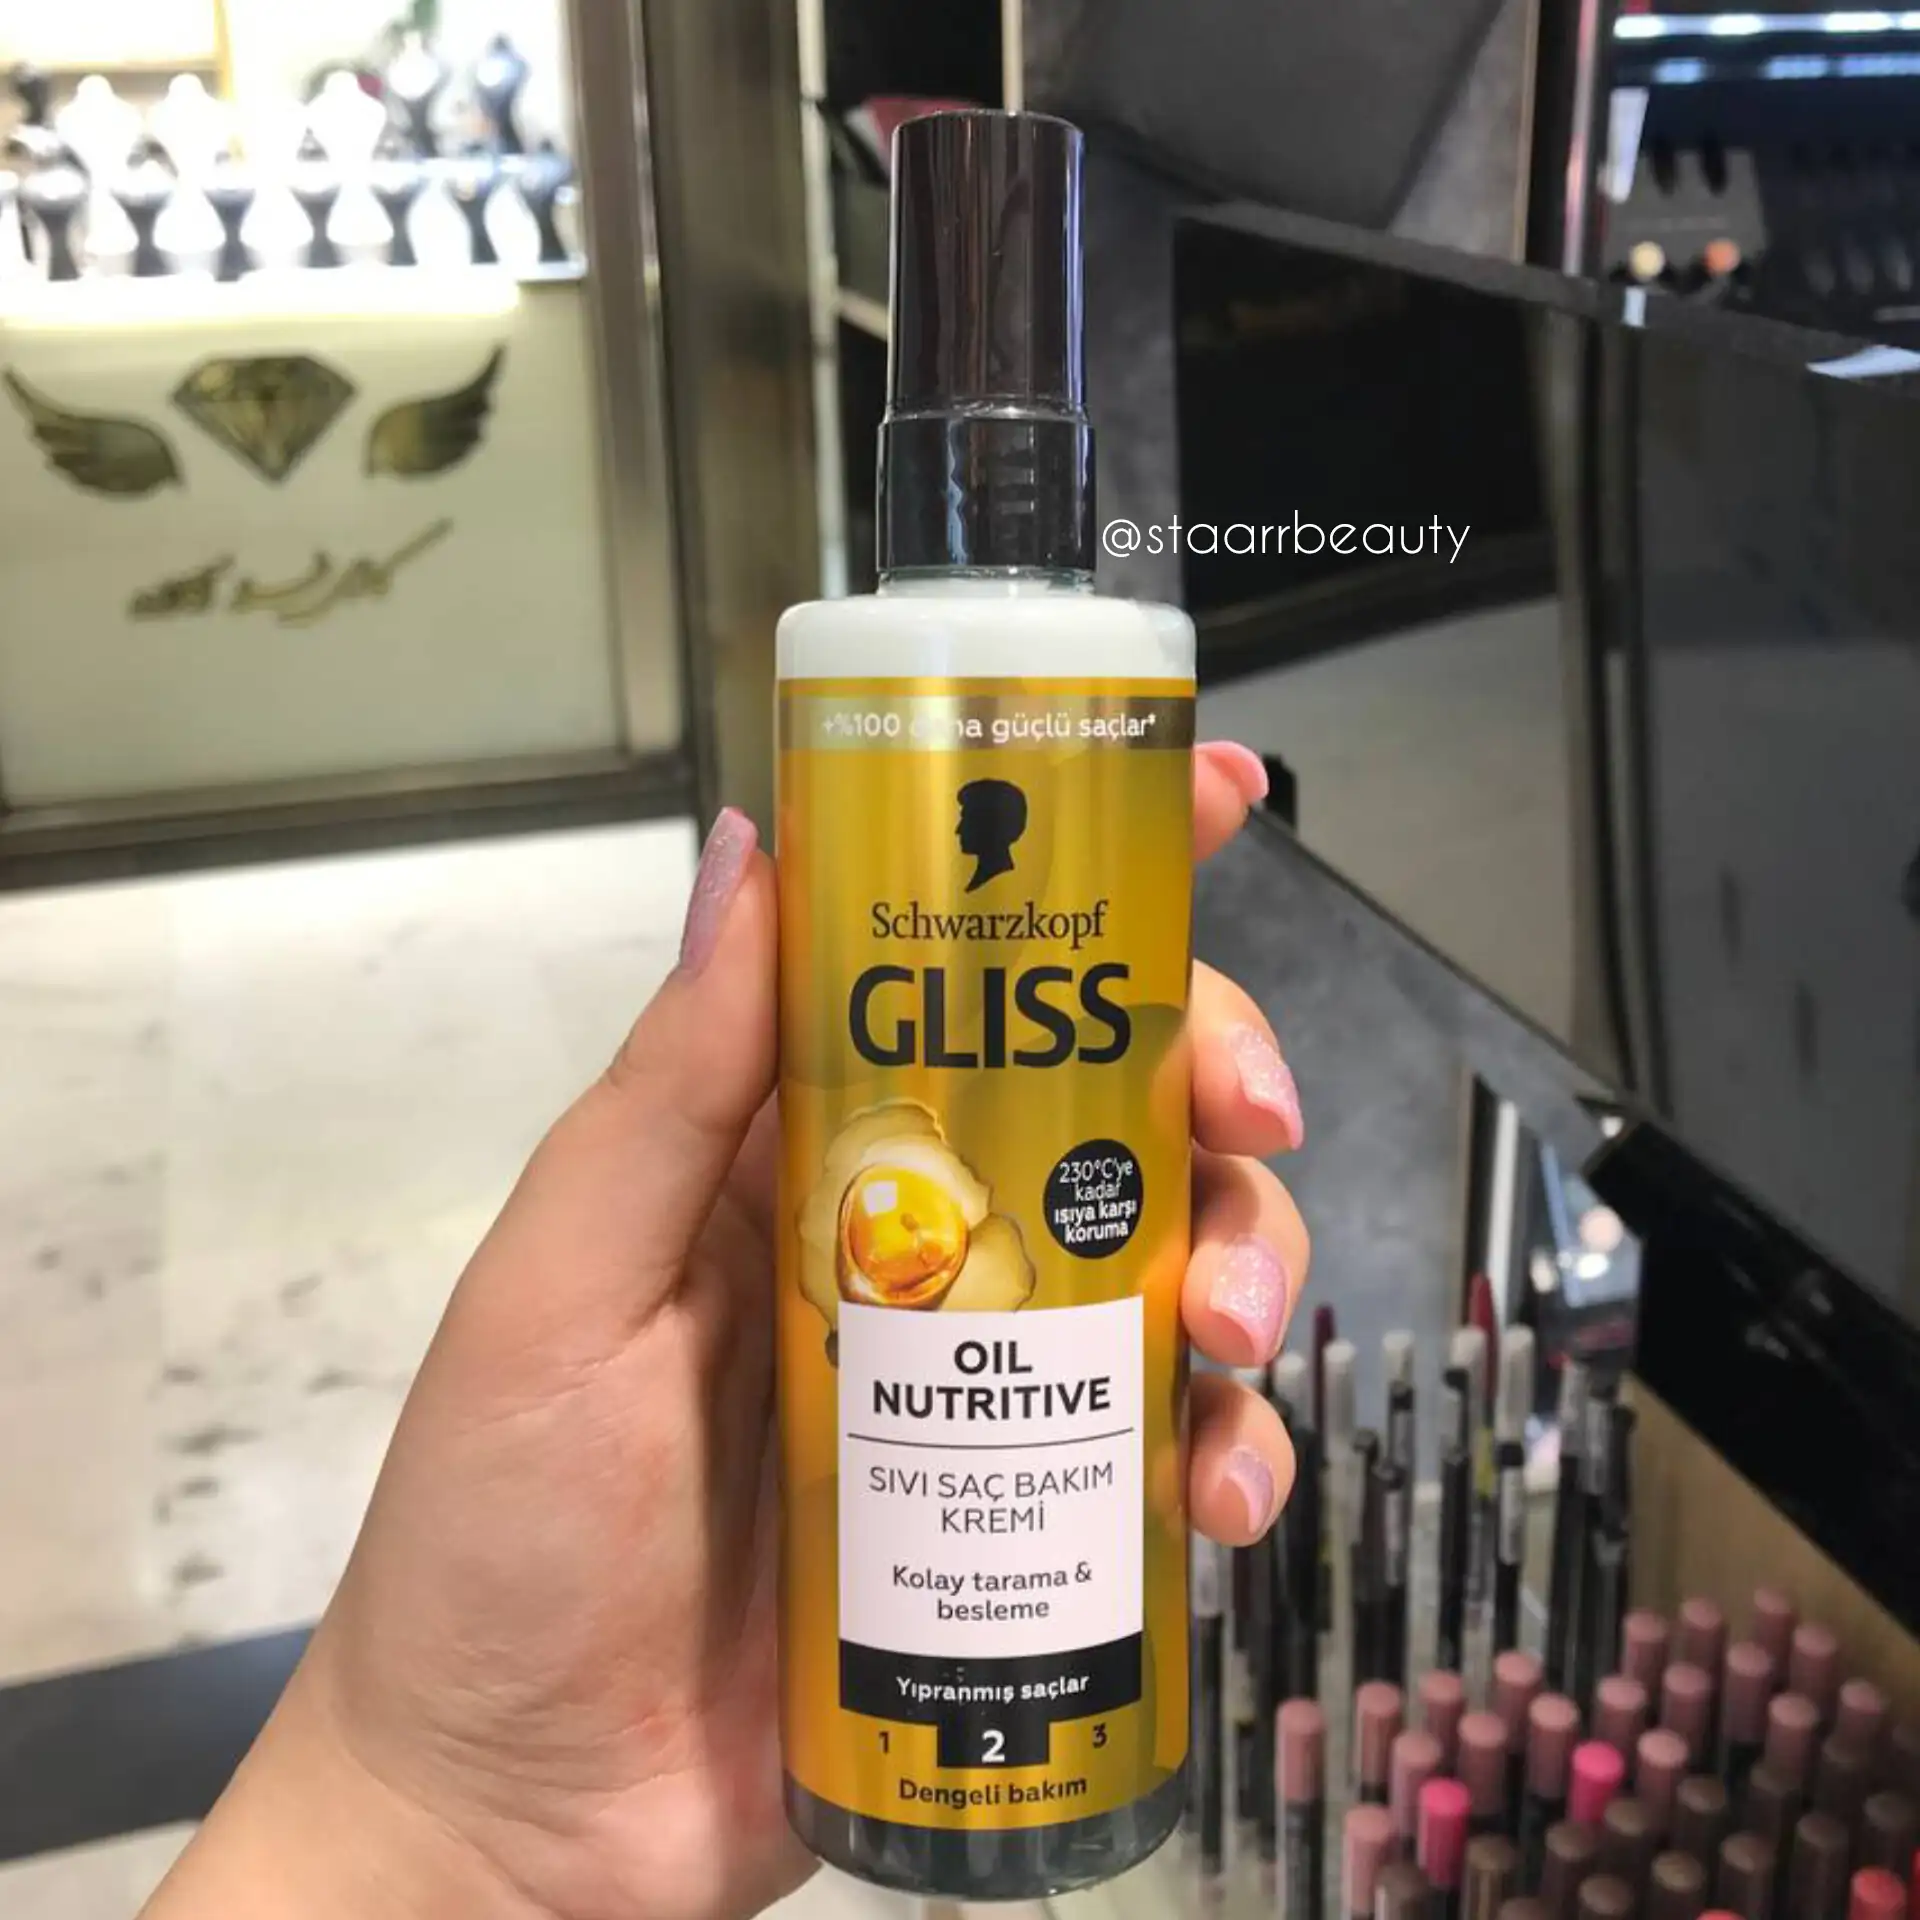 @staarrbeauty
+%100 daha güçlü saçlar*
Schwarzkopf
GLISS
230°C'ye
kadar
ısıya karşı
koruma
OIL
NUTRITIVE
SIVI SAÇ BAKIM
KREMİ
Kolay tarama &
besleme
Yıpranmış saçlar
1 2 3
Dengeli bakım